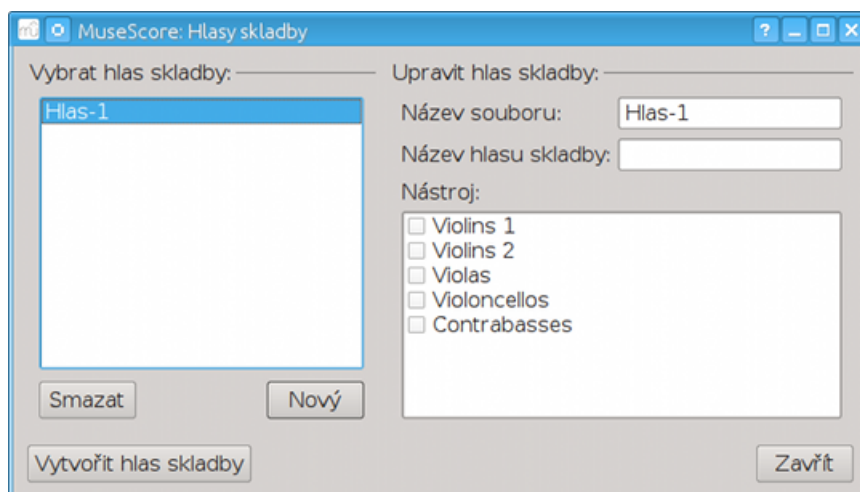 MuseScore: Hlasy skladby
Vybrat hlas skladby:
Hlas-1
Smazat
Nový
Vytvořit hlas skladby
Upravit hlas skladby:
Název souboru: Hlas-1
Název hlasu skladby:
Nástroj:
Violins 1
Violins 2
Violas
Violoncellos
Contrabasses
Zavřít